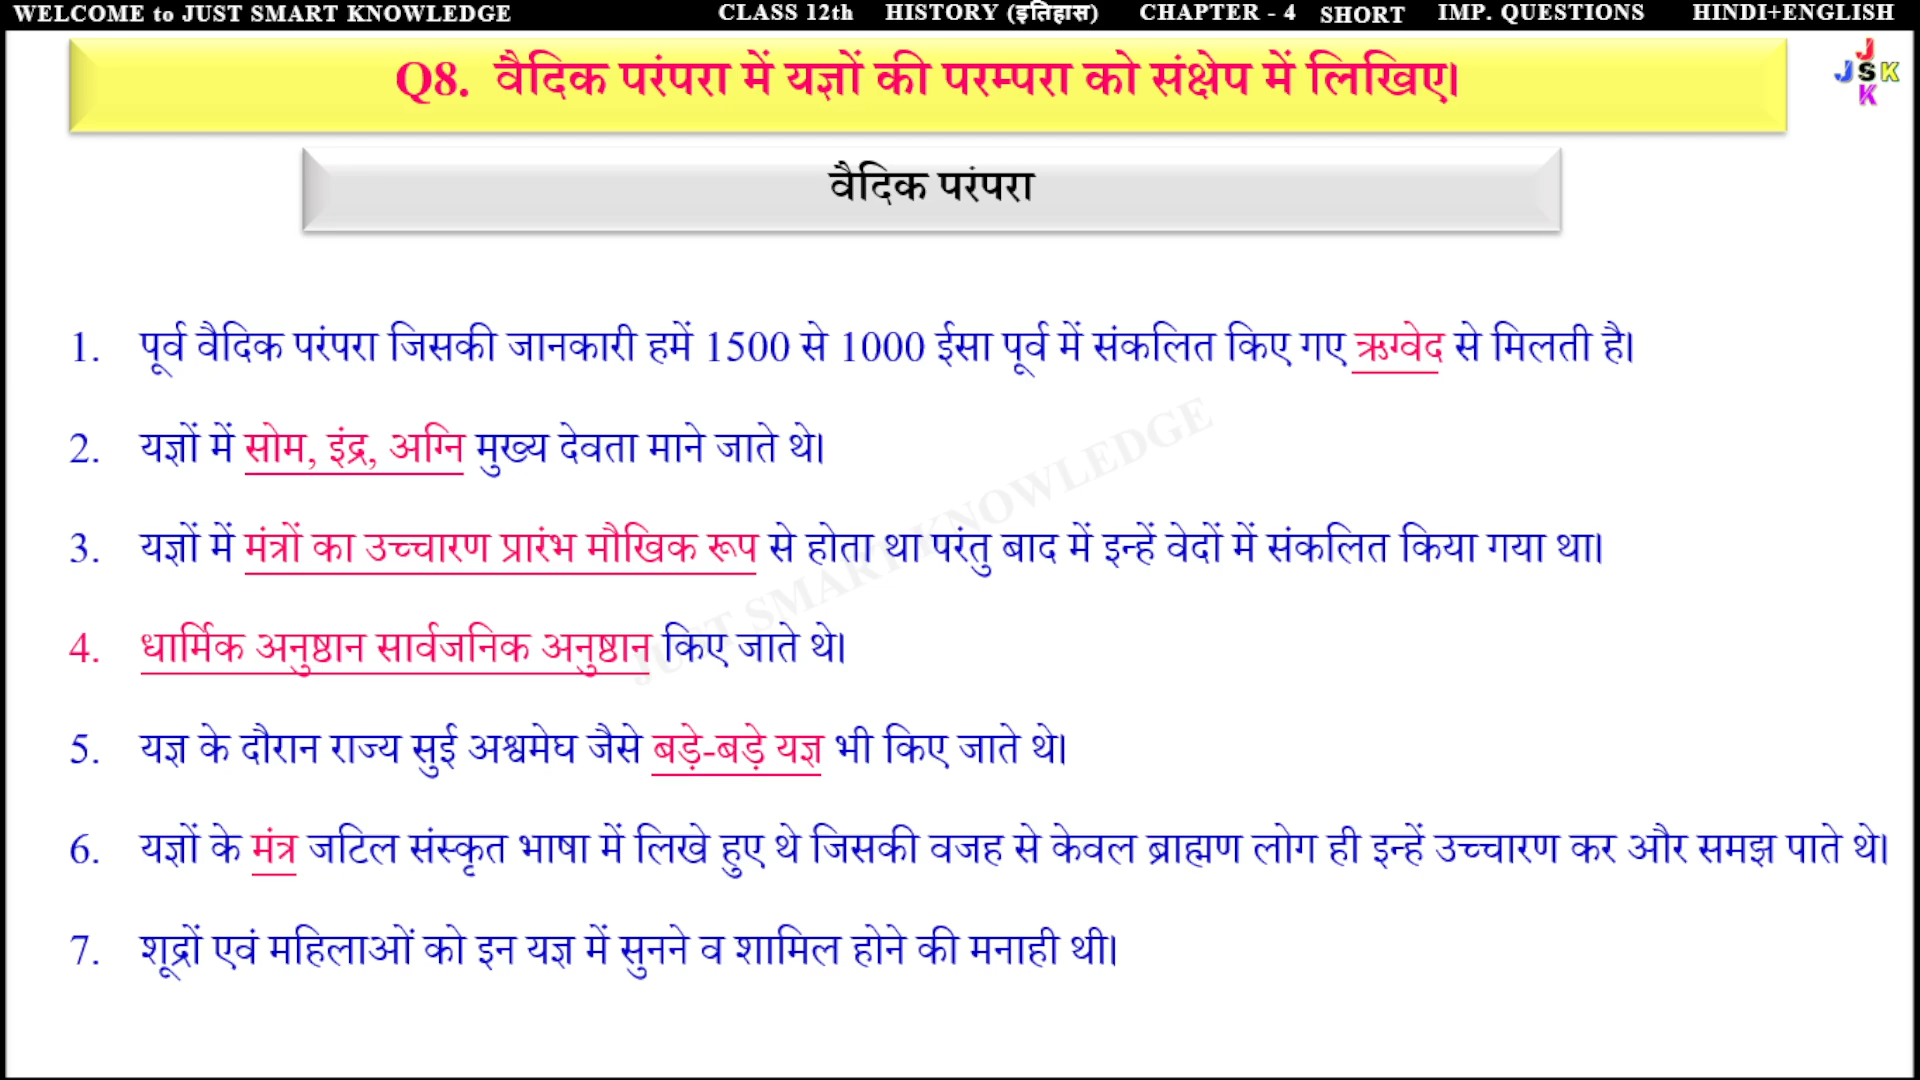 WELCOME to JUST SMART KNOWLEDGE CLASS 12th HISTORY (इतिहास) CHAPTER - 4 SHORT IMP. QUESTIONS HINDI+ENGLISH
Q8. वैदिक परंपरा में यज्ञों की परम्परा को संक्षेप में लिखिए।
J
J S K
K
वैदिक परंपरा
1. पूर्व वैदिक परंपरा जिसकी जानकारी हमें 1500 से 1000 ईसा पूर्व में संकलित किए गए ऋग्वेद से मिलती है।
2. यज्ञों में सोम, इंद्र, अग्नि मुख्य देवता माने जाते थे।
3. यज्ञों में मंत्रों का उच्चारण प्रारंभ मौखिक रूप से होता था परंतु बाद में इन्हें वेदों में संकलित किया गया था।
4. धार्मिक अनुष्ठान सार्वजनिक अनुष्ठान किए जाते थे।
5. यज्ञ के दौरान राज्य सुई अश्वमेघ जैसे बड़े-बड़े यज्ञ भी किए जाते थे।
6. यज्ञों के मंत्र जटिल संस्कृत भाषा में लिखे हुए थे जिसकी वजह से केवल ब्राह्मण लोग ही इन्हें उच्चारण कर और समझ पाते थे।
7. शूद्रों एवं महिलाओं को इन यज्ञ में सुनने व शामिल होने की मनाही थी।
JUST SMART KNOWLEDGE